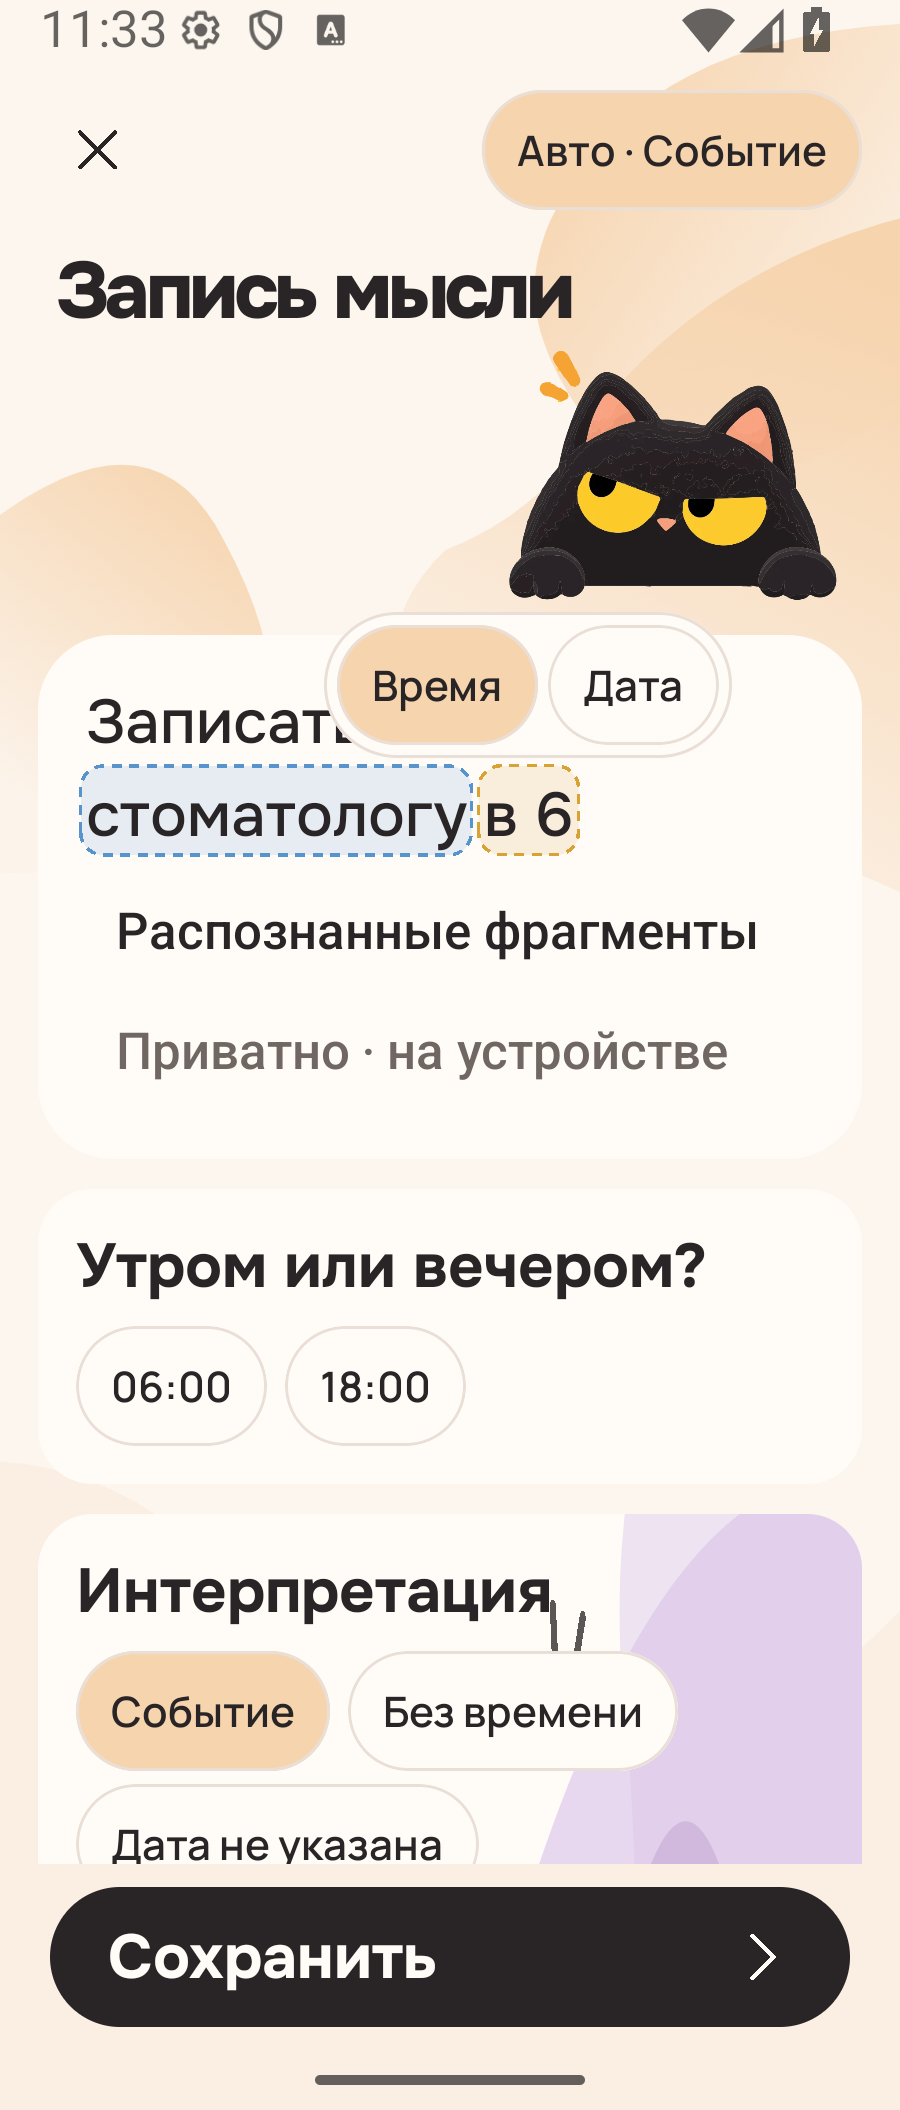 11:33
Авто · Событие
Запись мысли
Время
Дата
Записать
стоматологу в 6
Распознанные фрагменты
Приватно · на устройстве
Утром или вечером?
06:00
18:00
Интерпретация
Событие
Без времени
Дата не указана
Сохранить